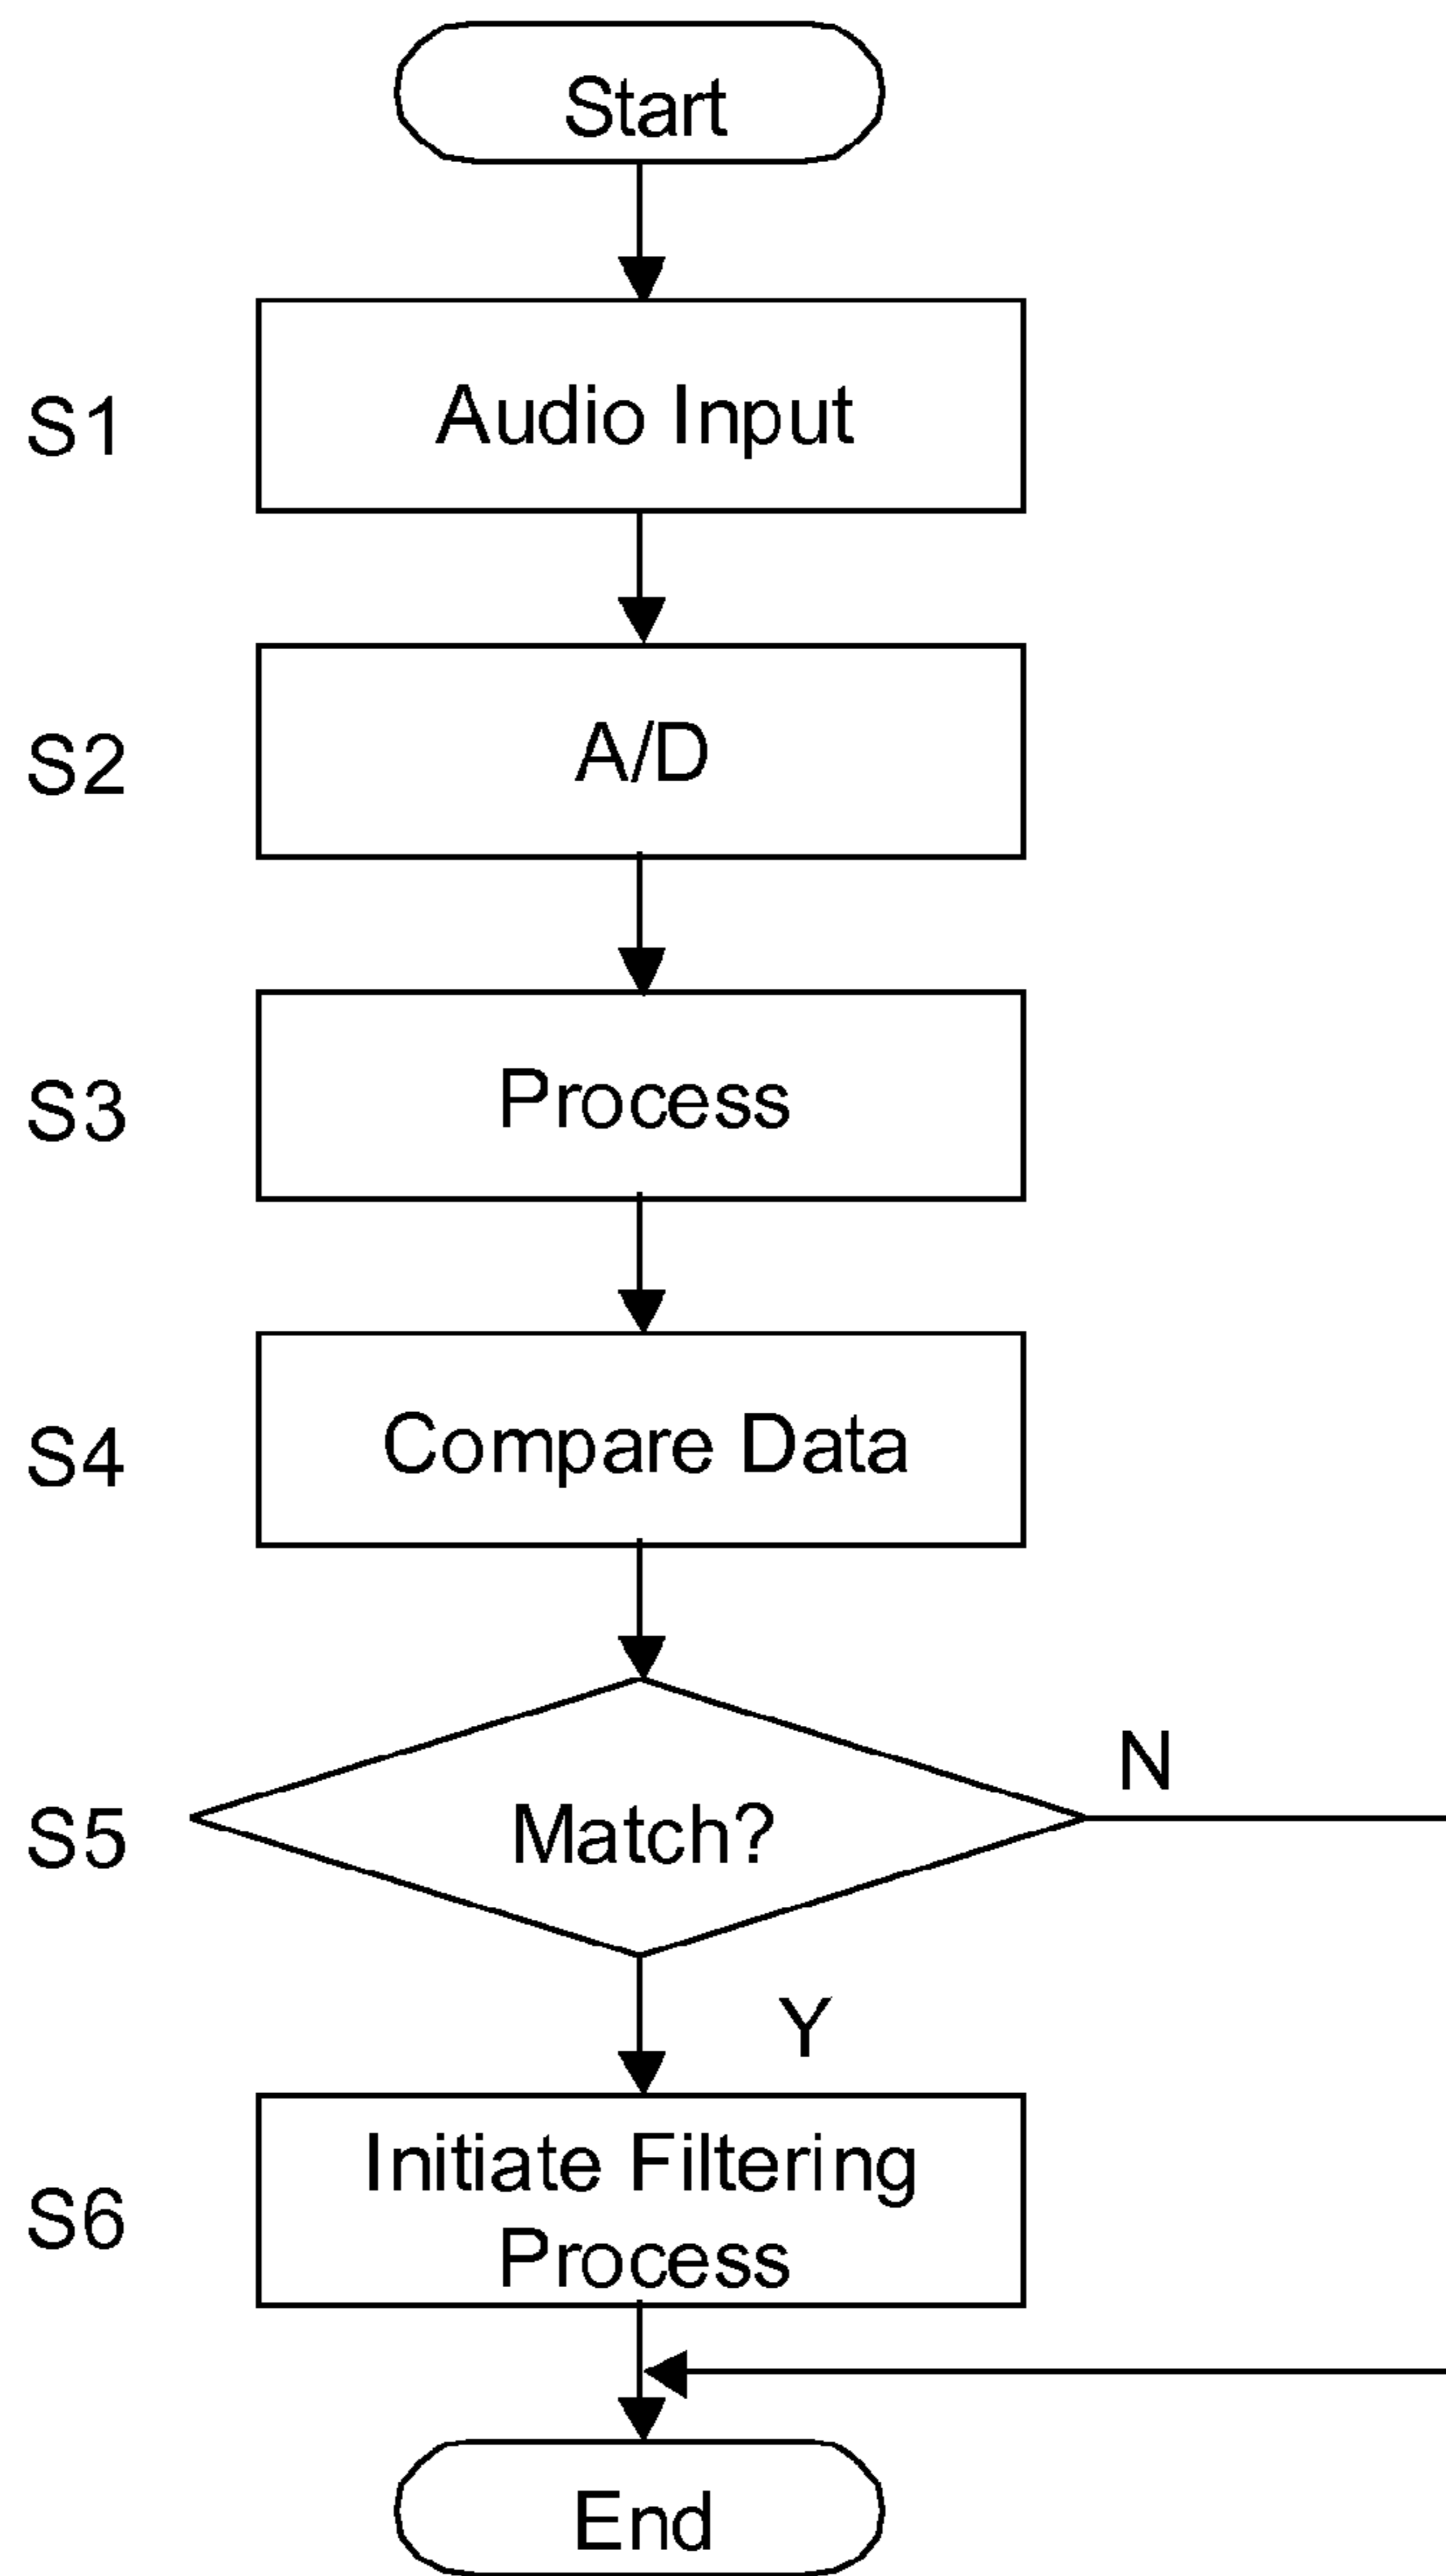 Start
S1
Audio Input
S2
A/D
S3
Process
S4
Compare Data
S5
Match?
N
Y
S6
Initiate Filtering
Process
End